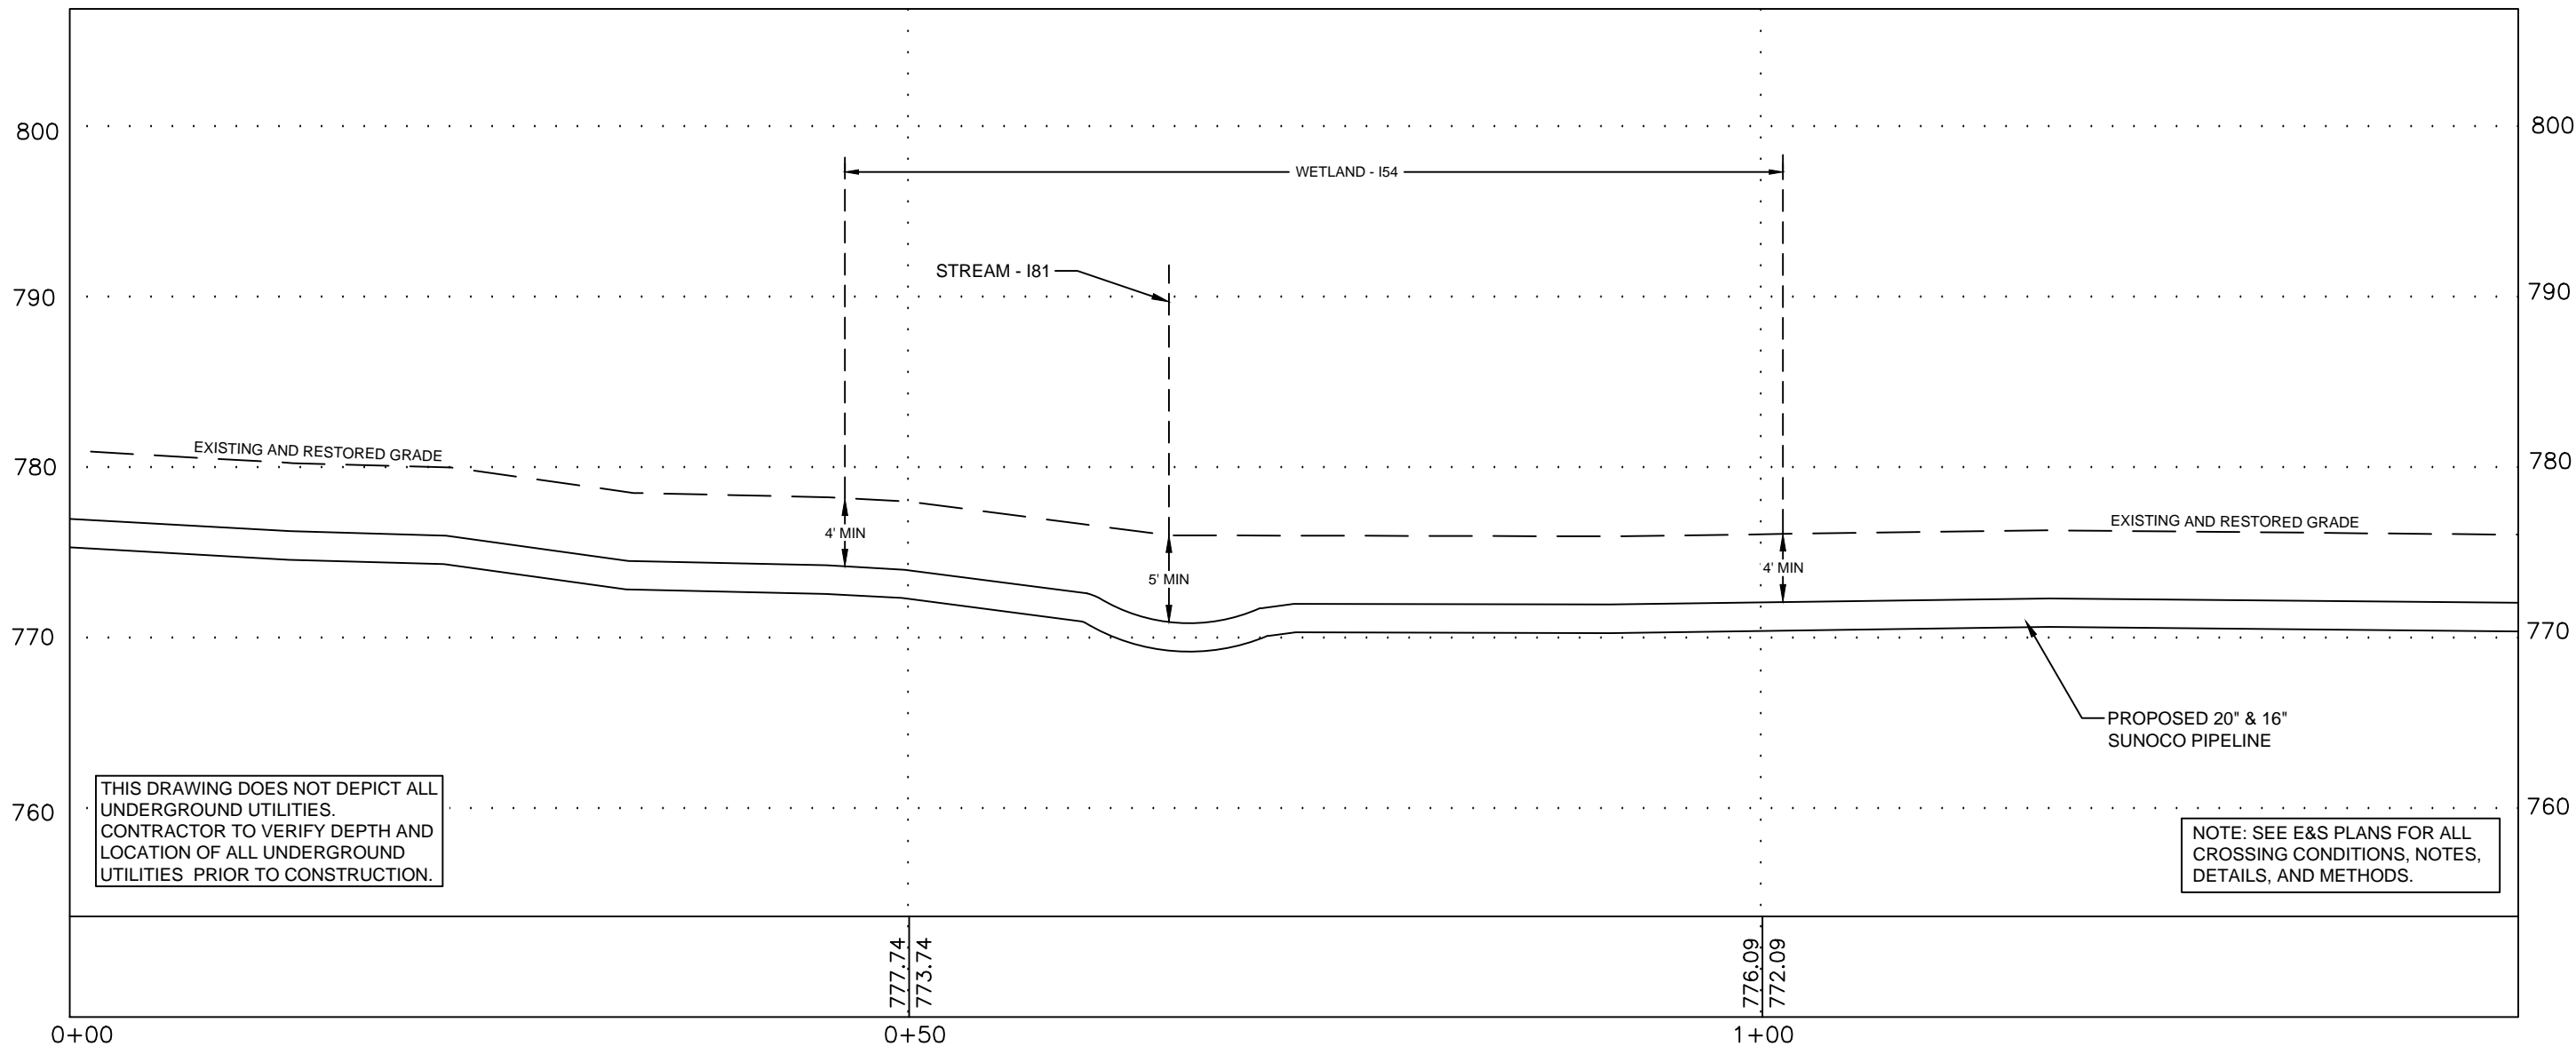 800
800
WETLAND - I54
STREAM - I81
790
790
EXISTING AND RESTORED GRADE
780
780
4' MIN
EXISTING AND RESTORED GRADE
5' MIN
4' MIN
770
770
PROPOSED 20" & 16"
SUNOCO PIPELINE
THIS DRAWING DOES NOT DEPICT ALL
UNDERGROUND UTILITIES.
CONTRACTOR TO VERIFY DEPTH AND
LOCATION OF ALL UNDERGROUND
UTILITIES PRIOR TO CONSTRUCTION.
760
760
NOTE: SEE E&S PLANS FOR ALL
CROSSING CONDITIONS, NOTES,
DETAILS, AND METHODS.
777.74
773.74
776.09
772.09
0+00
0+50
1+00